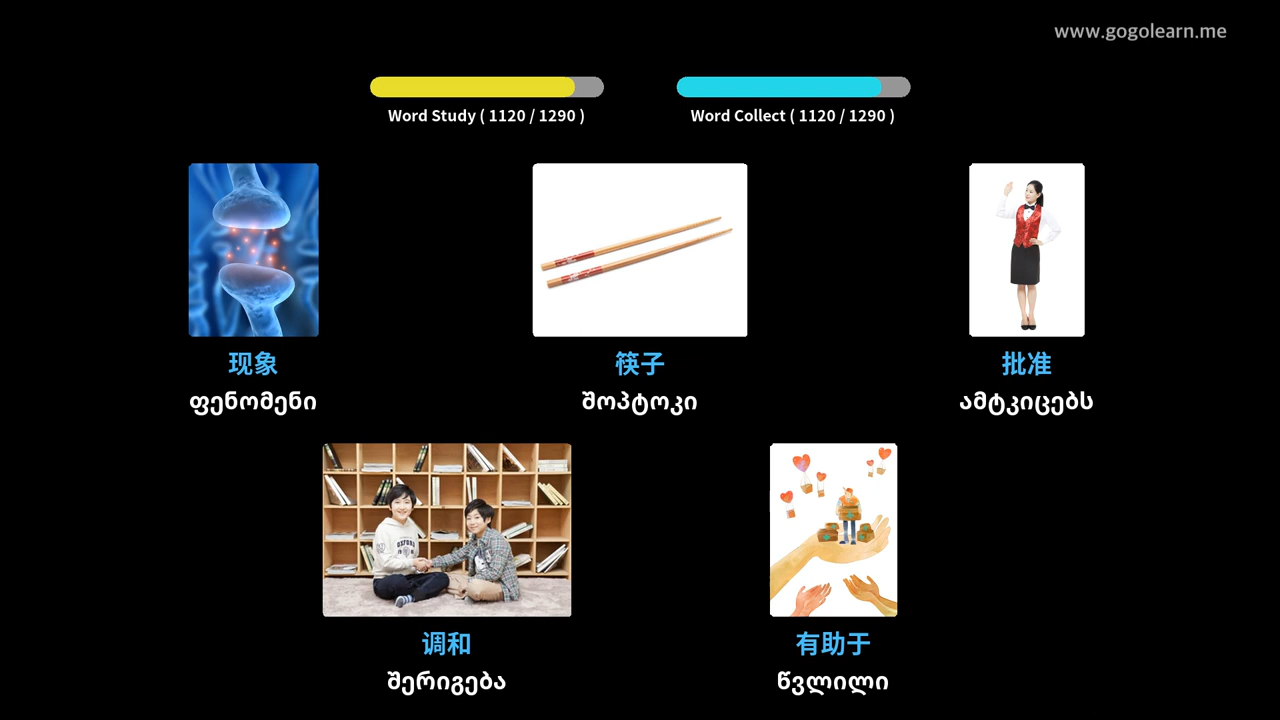 www.gogolearn.me
Word Study ( 1120 / 1290 )
Word Collect ( 1120 / 1290 )
现象
筷子
批准
ფენომენი
შოპტოკი
ამტკიცებს
OXFORD
调和
有助于
შერიგება
წვლილი